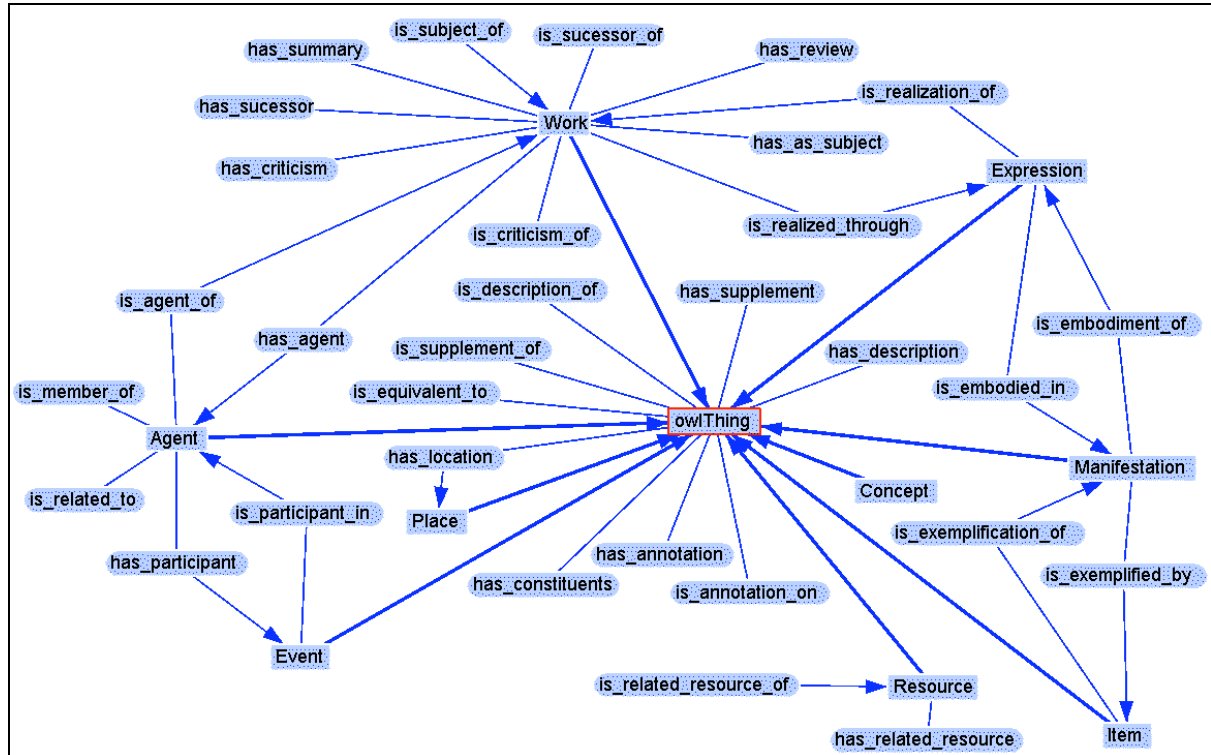 is_subject_of
is_sucessor_of
has_summary
has_review
is_realization_of
has_sucessor
Work
has_as_subject
has_criticism
Expression
is_realized_through
is_criticism_of
is_description_of
has_supplement
is_agent_of
is_embodiment_of
has_agent
is_supplement_of
has_description
is_member_of
is_equivalent_to
is_embodied_in
owlThing
Agent
has_location
Manifestation
is_related_to
Concept
is_participant_in
Place
is_exemplification_of
has_annotation
has_participant
has_constituents
is_exemplified_by
is_annotation_on
Event
is_related_resource_of
Resource
Item
has_related_resource